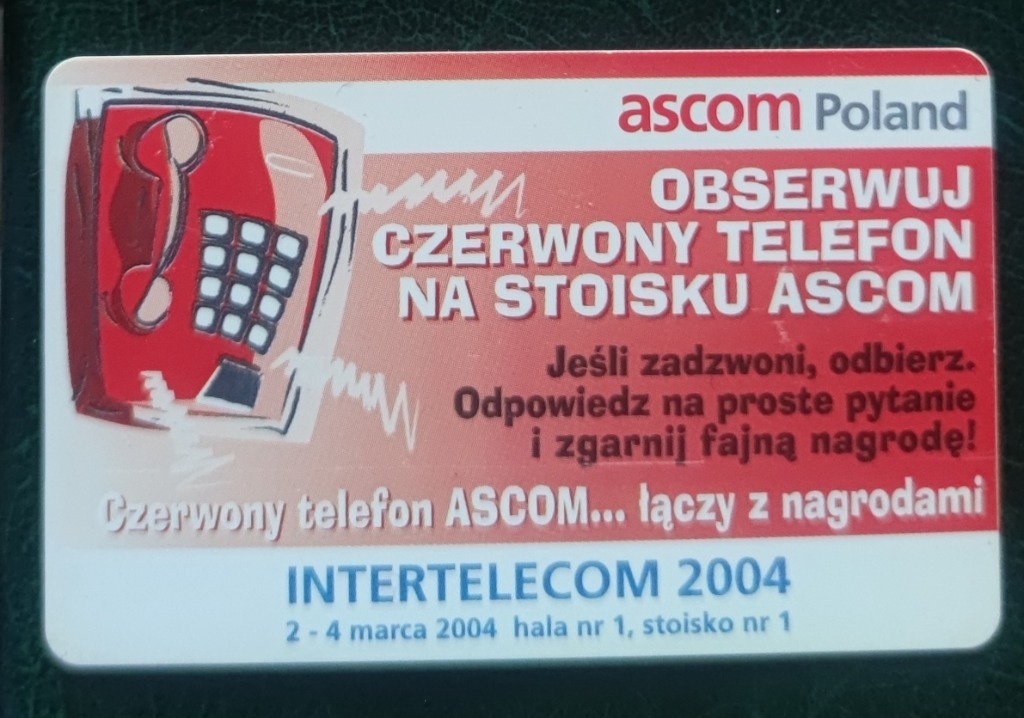 ascom Poland
OBSERWUJ
CZERWONY TELEFON
NA STOISKU ASCOM
Jeśli zadzwoni, odbierz.
Odpowiedz na proste pytanie
i zgarnij fajną nagrodę!
Czerwony telefon ASCOM... łączy z nagrodami
INTERTELECOM 2004
2 - 4 marca 2004 hala nr 1, stoisko nr 1